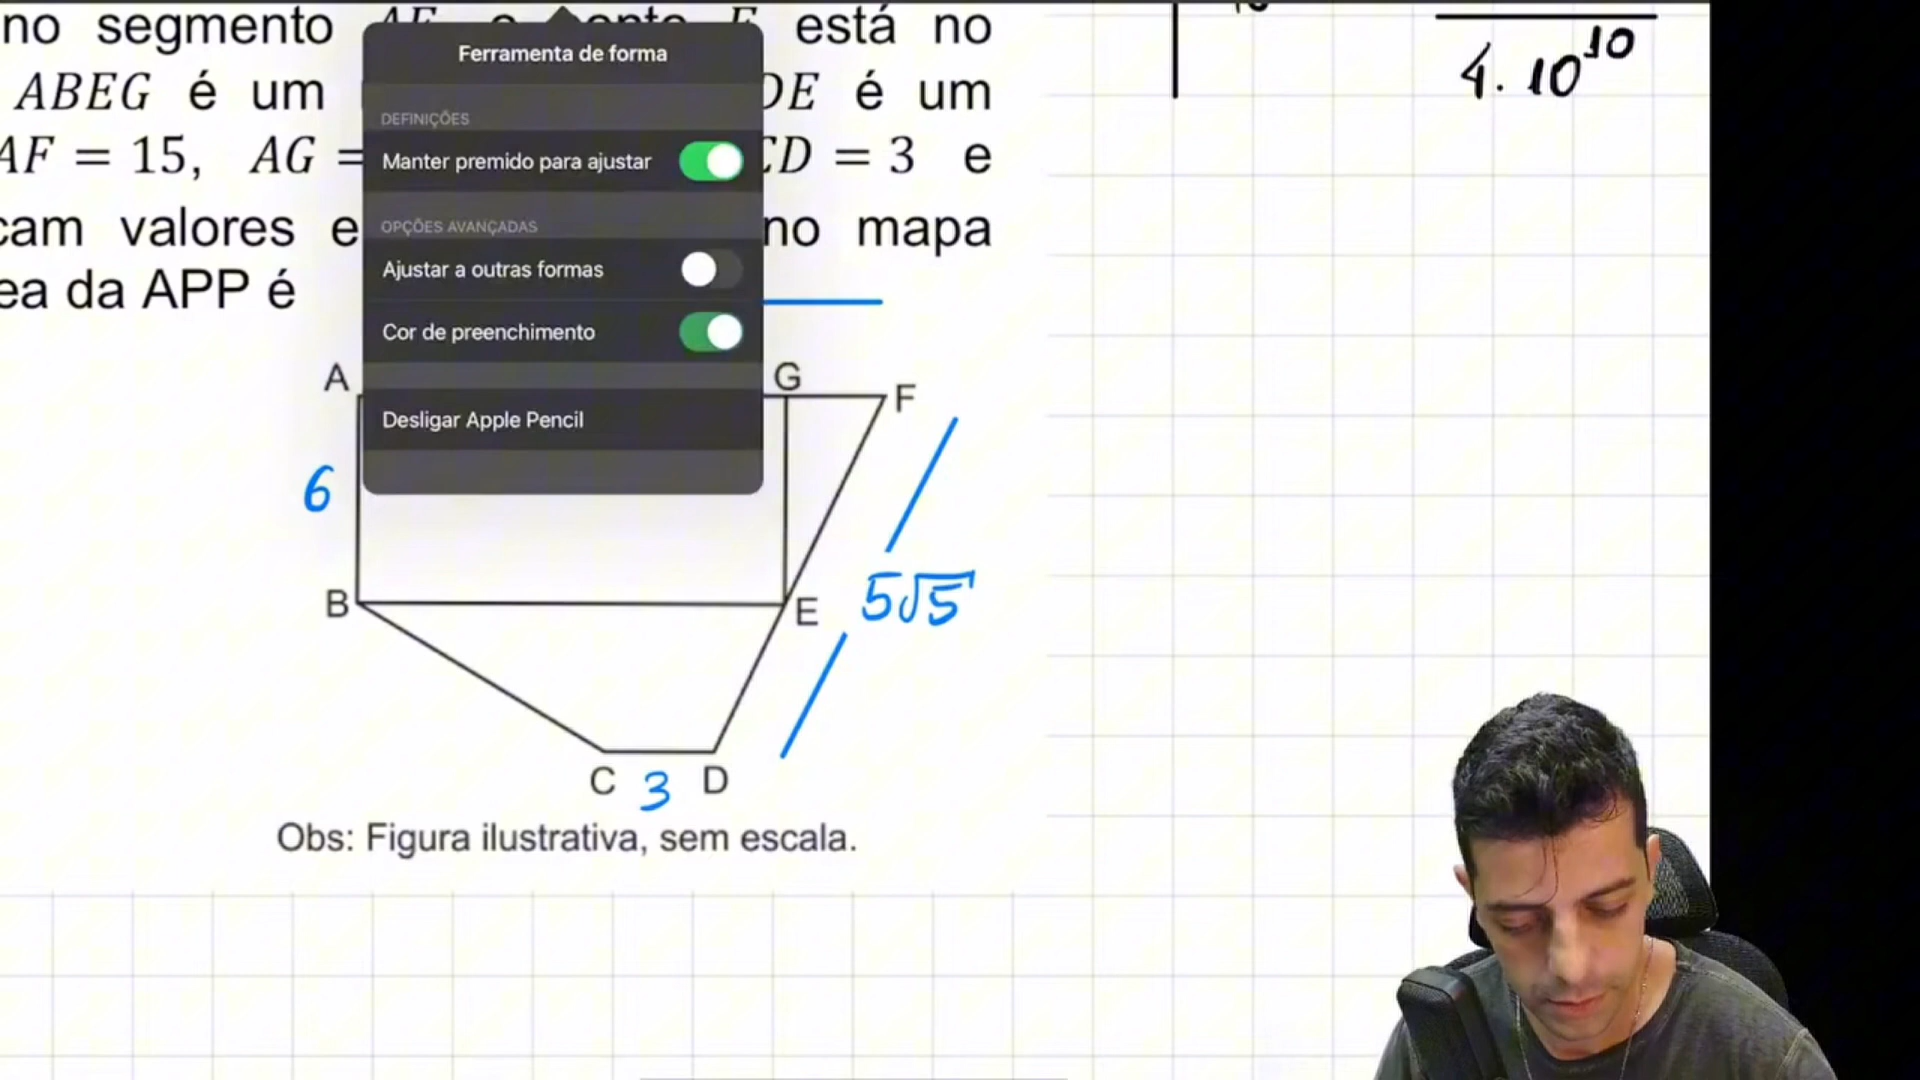 no segmento AF está no
ABEG é um DE é um
AF = 15, AG = CD = 3 e
cam valores e no mapa
ea da APP é
Ferramenta de forma
DEFINIÇÕES
Manter premido para ajustar
OPÇÕES AVANÇADAS
Ajustar a outras formas
Cor de preenchimento
Desligar Apple Pencil
4. 10^10
A
G
F
6
B
E
5√5
C 3 D
Obs: Figura ilustrativa, sem escala.